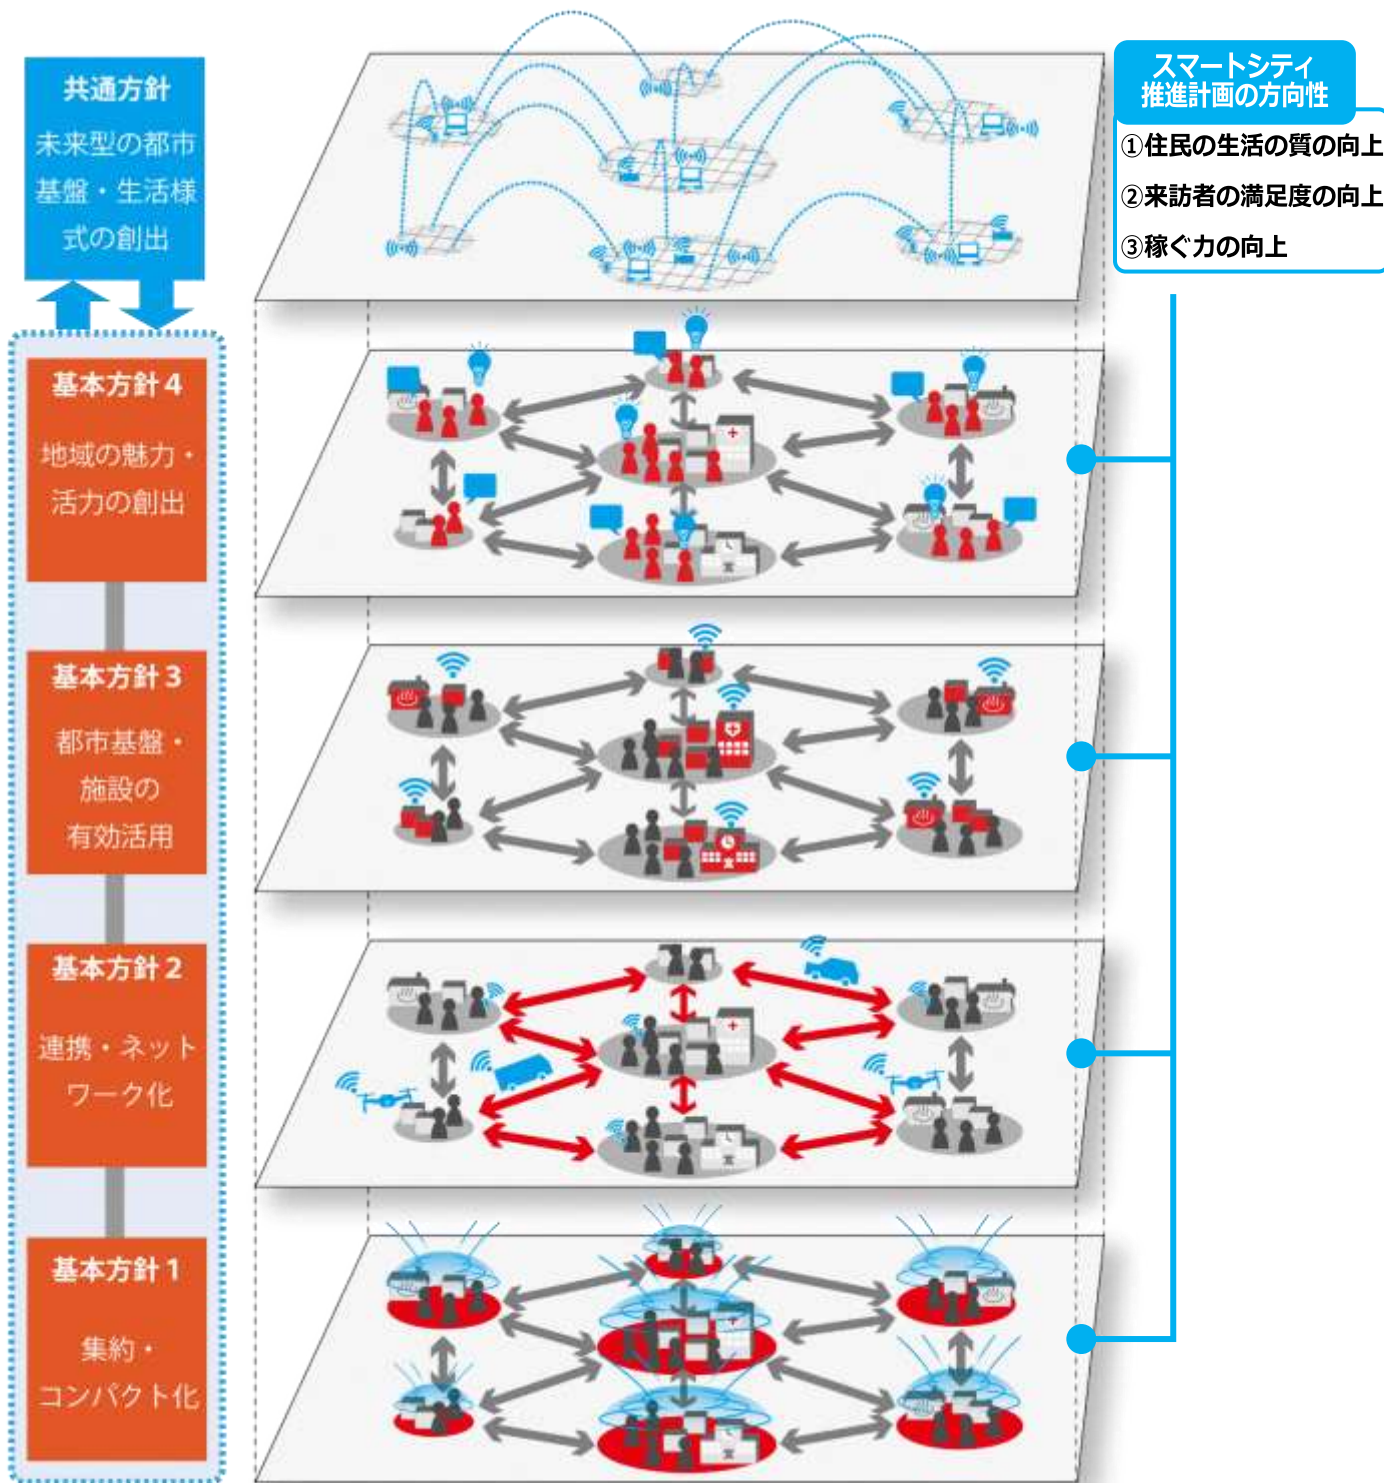 共通方針
未来型の都市
基盤・生活様
式の創出
スマートシティ
推進計画の方向性
①住民の生活の質の向上
②来訪者の満足度の向上
③稼ぐ力の向上
基本方針４
地域の魅力・
活力の創出
基本方針３
都市基盤・
施設の
有効活用
基本方針２
連携・ネット
ワーク化
基本方針１
集約・
コンパクト化